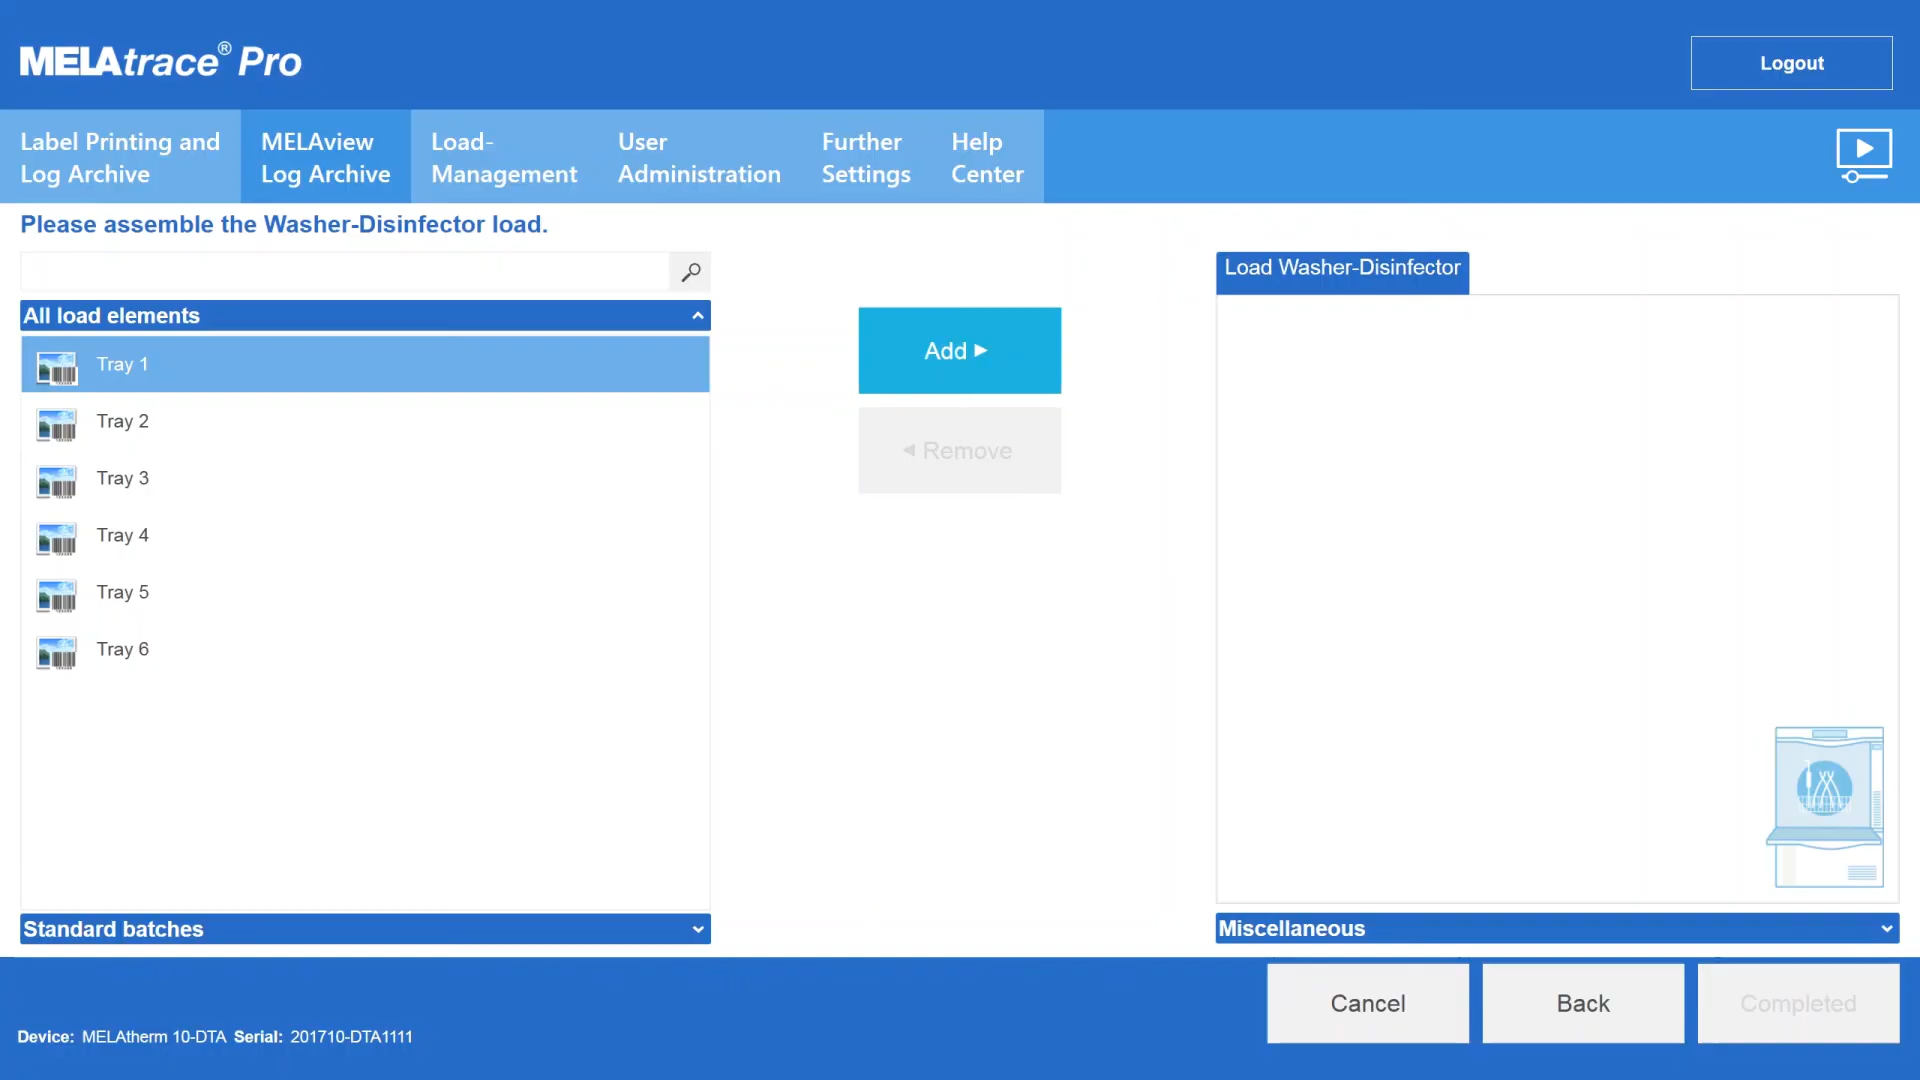 MELAtrace® Pro
Logout
Label Printing and
Log Archive
MELAview
Log Archive
Load-
Management
User
Administration
Further
Settings
Help
Center
Please assemble the Washer-Disinfector load.
Load Washer-Disinfector
All load elements
Tray 1
Tray 2
Tray 3
Tray 4
Tray 5
Tray 6
Add ▶
◀ Remove
Standard batches
Miscellaneous
Cancel
Back
Completed
Device: MELAtherm 10-DTA Serial: 201710-DTA1111